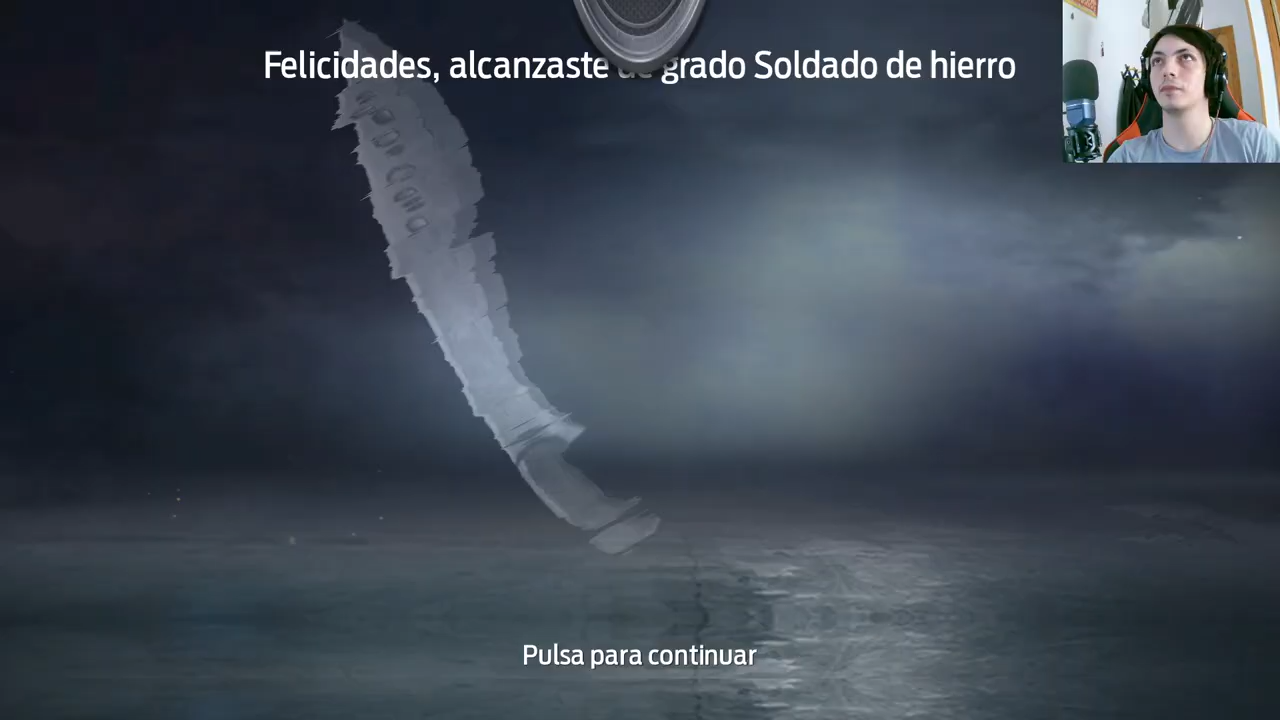 Felicidades, alcanzaste grado Soldado de hierro
Pulsa para continuar